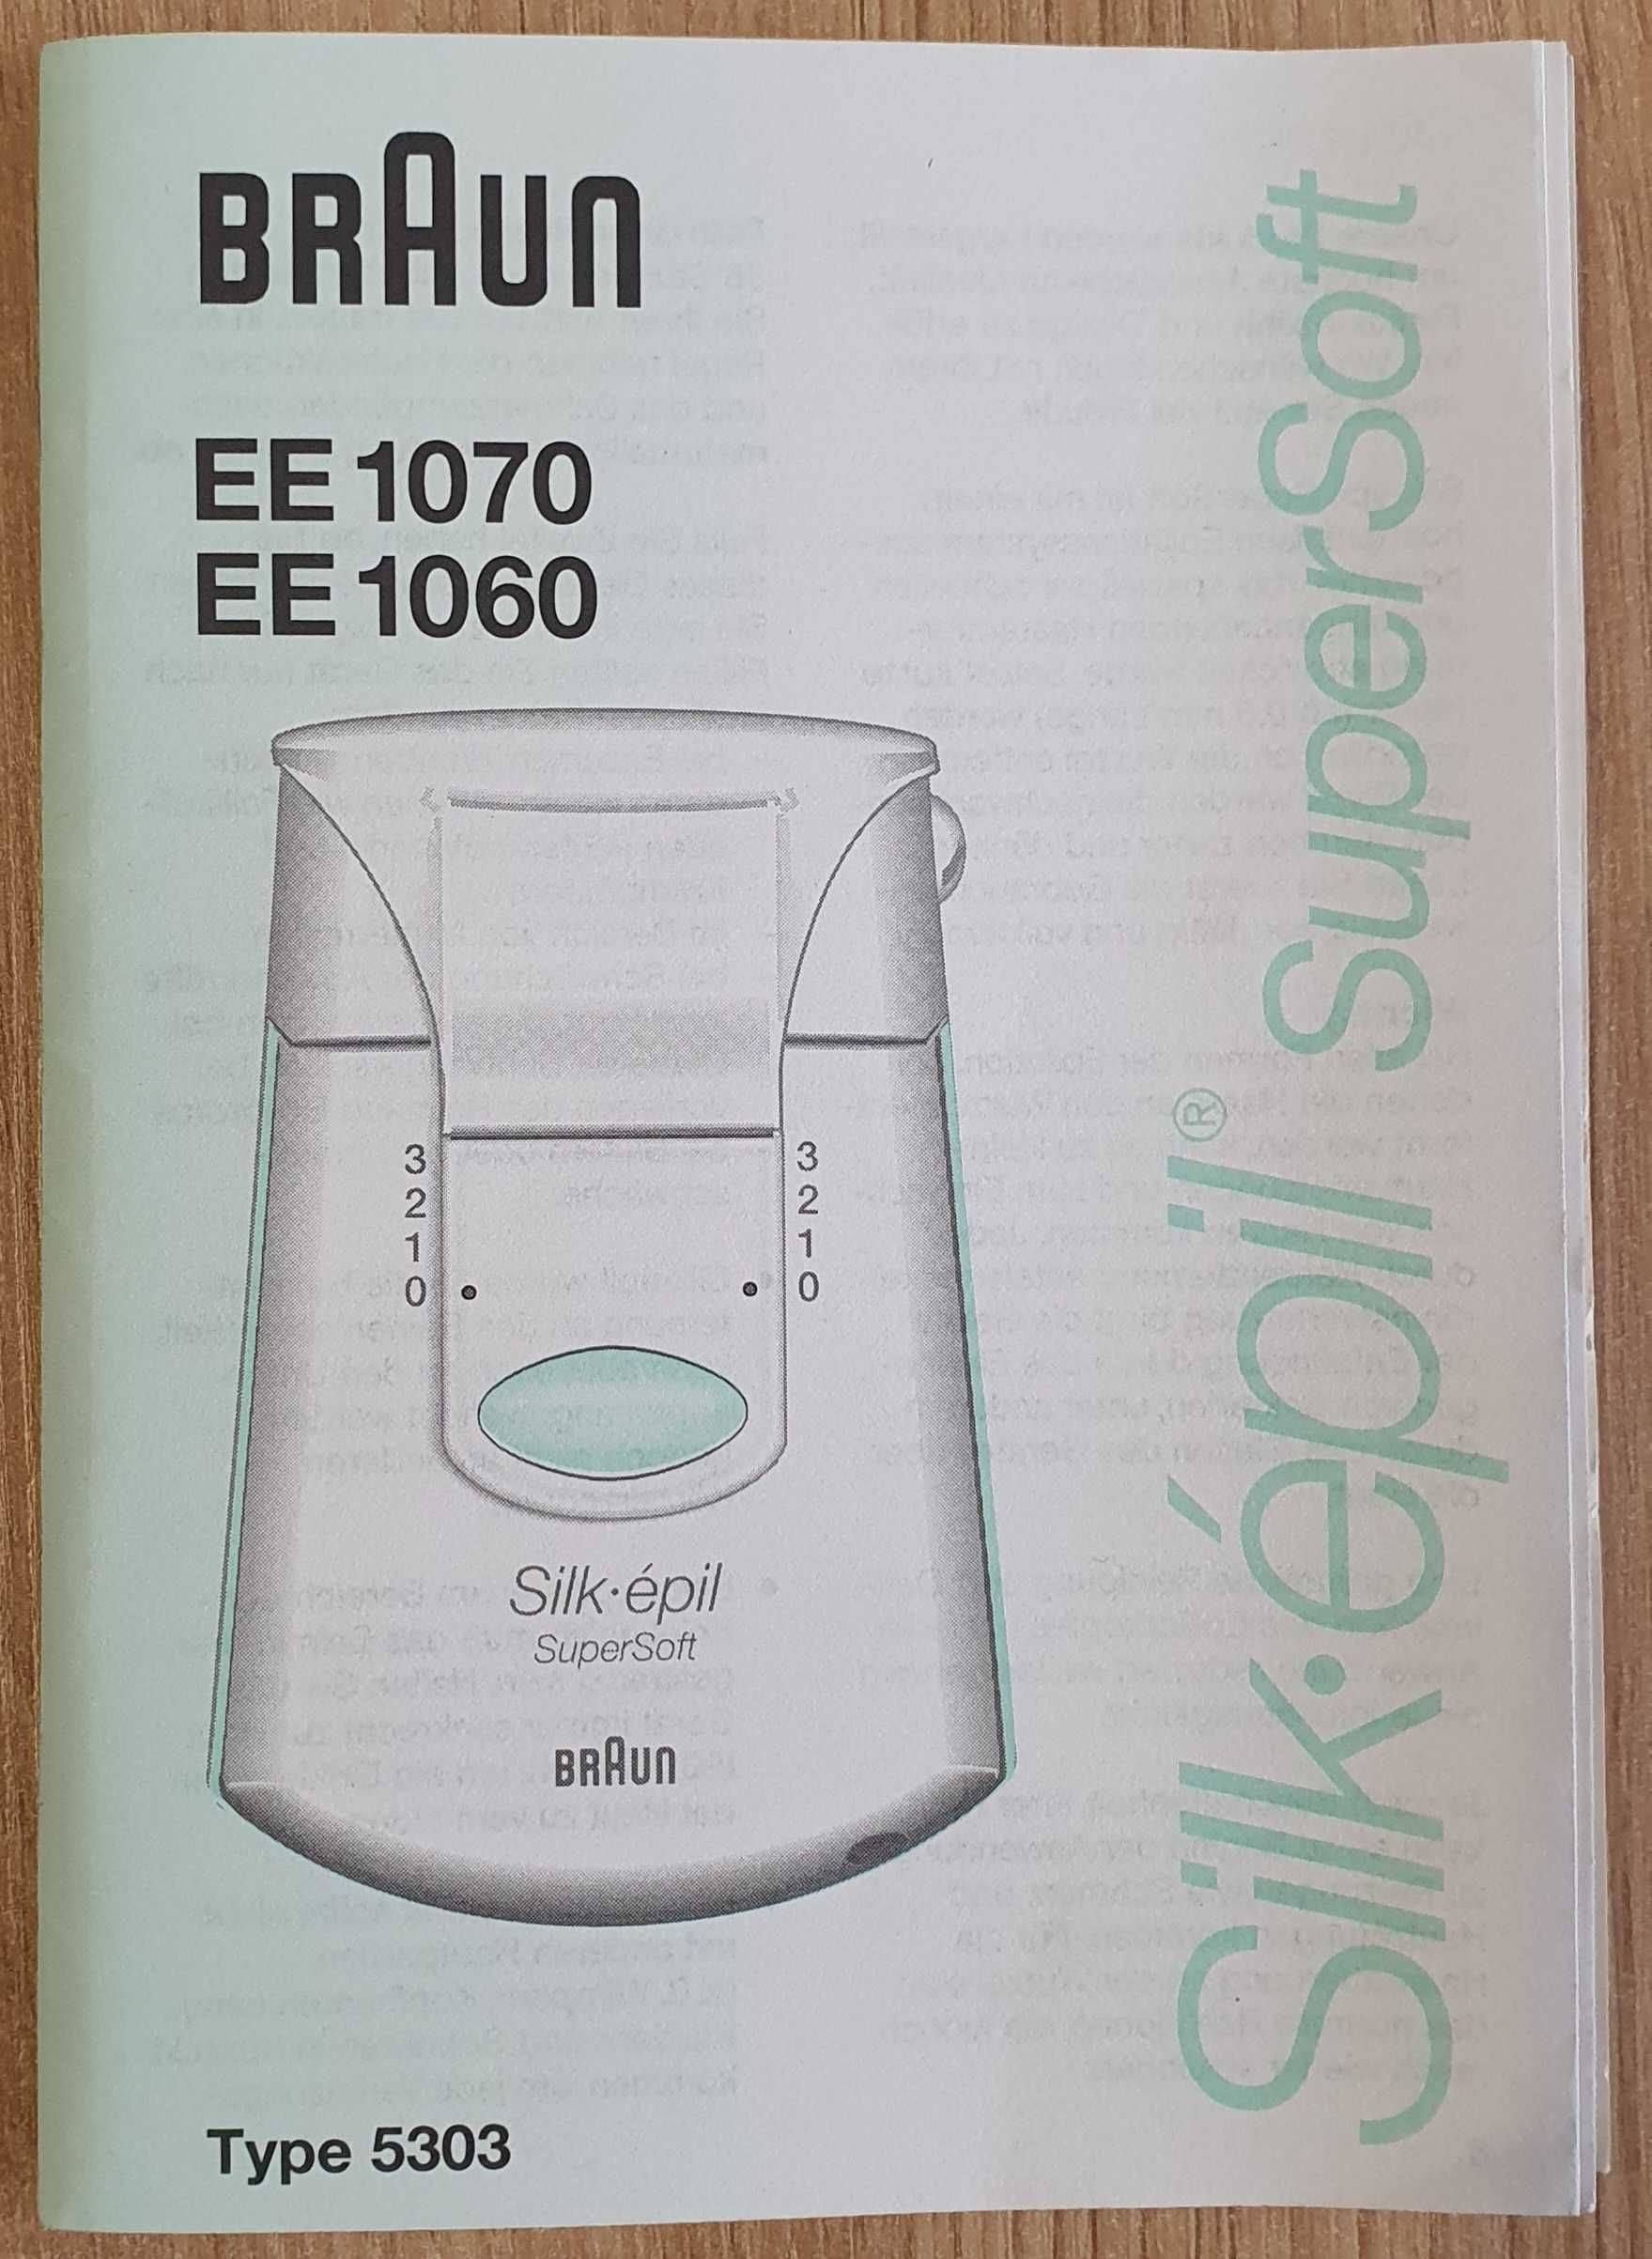 BRAUN
EE 1070
EE 1060
3 3
2 2
1 1
0 0
Silk·épil
SuperSoft
BRAUN
Type 5303
Silk·épil® SuperSoft